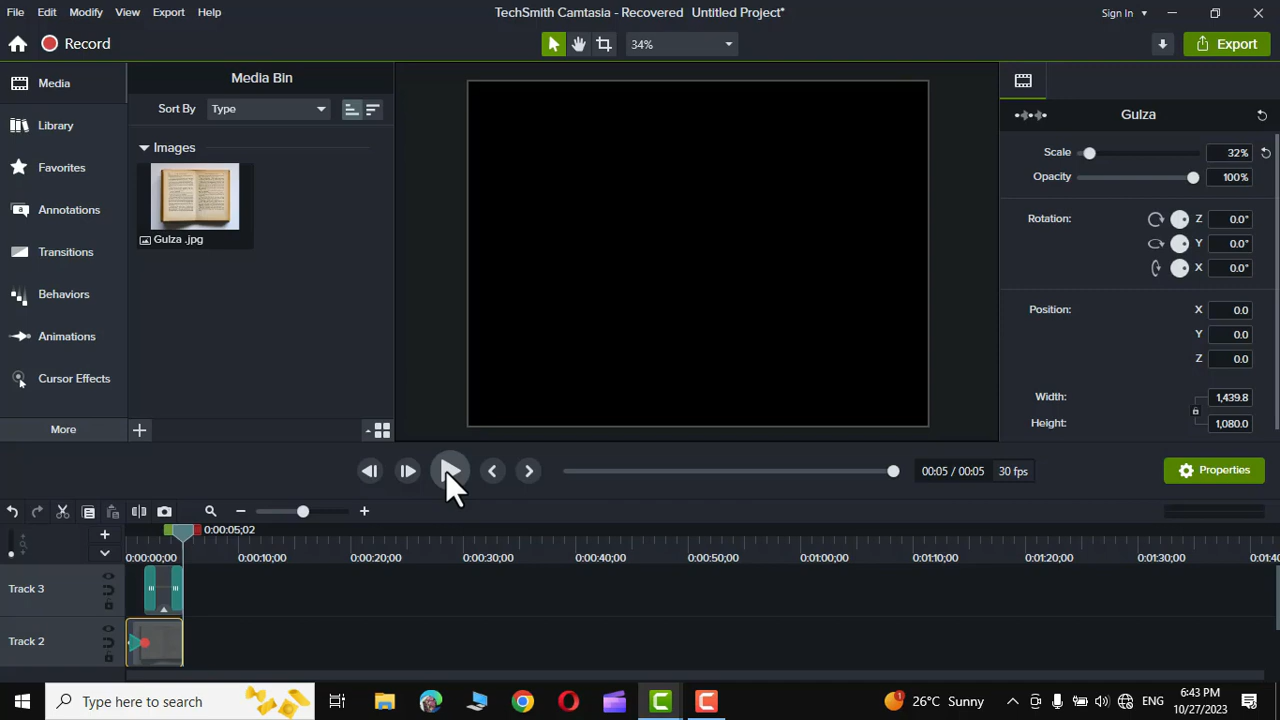 File Edit Modify View Export Help
TechSmith Camtasia - Recovered Untitled Project*
Sign In
Record
34%
Export
Media
Library
Favorites
Annotations
Transitions
Behaviors
Animations
Cursor Effects
More
Media Bin
Sort By Type
Images
Gulza .jpg
Gulza
Scale 32%
Opacity 100%
Rotation: Z 0.0°
Y 0.0°
X 0.0°
Position: X 0.0
Y 0.0
Z 0.0
Width: 1,439.8
Height: 1,080.0
00:05 / 00:05 30 fps
Properties
0:00:05;02
0:00:00;00 0:00:10;00 0:00:20;00 0:00:30;00 0:00:40;00 0:00:50;00 0:01:00;00 0:01:10;00 0:01:20;00 0:01:30;00 0:01:40
Track 3
Track 2
Type here to search
1
26°C Sunny
ENG
6:43 PM
10/27/2023